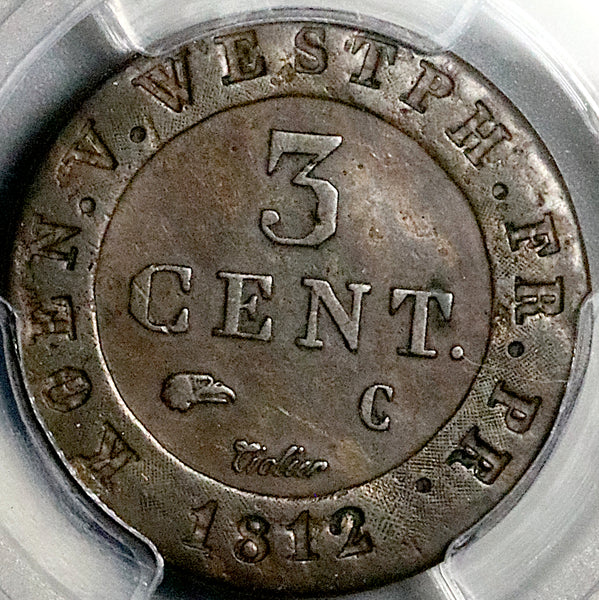 KOEN. V. WESTPH. FR. PR.
3
CENT.
C
Tiolier
1812